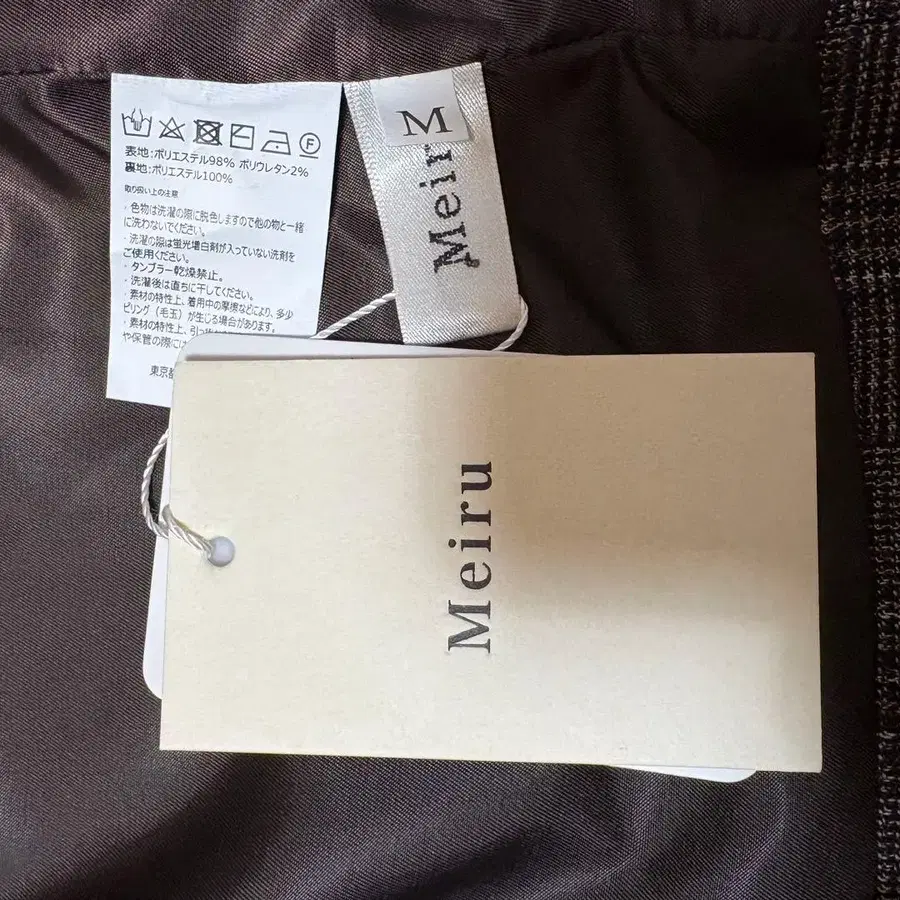 表地:ポリエステル98% ポリウレタン2%
裏地:ポリエステル100%
取り扱い上の注意
・色物は洗濯の際に脱色しますので他の物と一緒
に洗わないでください。
・洗濯の際は蛍光増白剤が入っていない洗剤を
ご使用ください。
・タンブラー乾燥禁止。
・洗濯後は直ちに干してください。
・素材の特性上、着用中の摩擦などにより、多少
ピリング(毛玉)が生じる場合があります。
・素材の特性上、引っ
や保管の際には
東京都
F
M
Meiru
Meiru